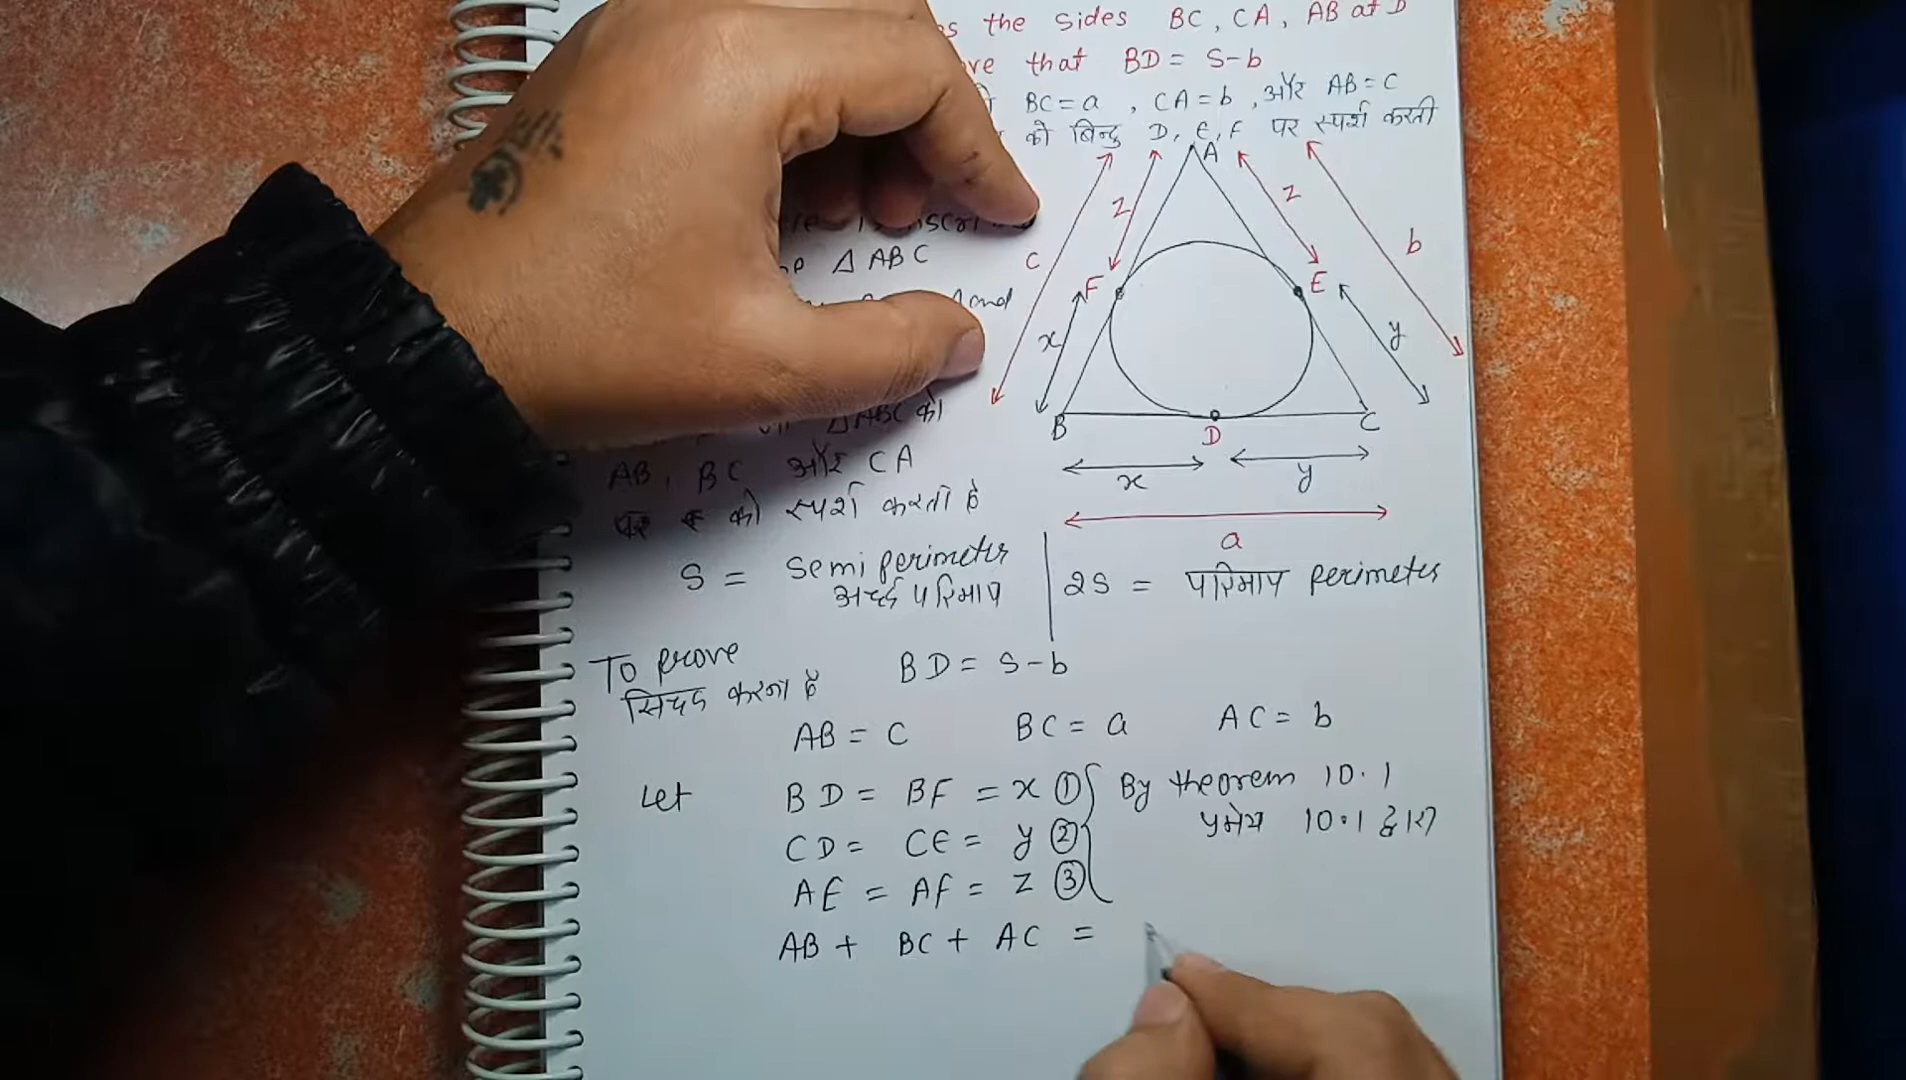 the sides BC, CA, AB at D
that BD = S-b
BC = a, CA = b, और AB = C
को बिन्दु D, E, F पर स्पर्श करती
A
Z
Z
△ ABC
C
b
F
E
and
x
y
△ABC को
B
D
C
AB, BC और CA
x
y
को स्पर्श करता है
a
S = Semi perimeter
अर्द्ध परिमाप
2S = परिमाप perimeter
To prove
सिद्ध करना है
BD = S-b
AB = C BC = a AC = b
Let BD = BF = x ① By theorem 10.1
CD = CE = y ② प्रमेय 10.1 द्वारा
AE = AF = Z ③
AB + BC + AC =